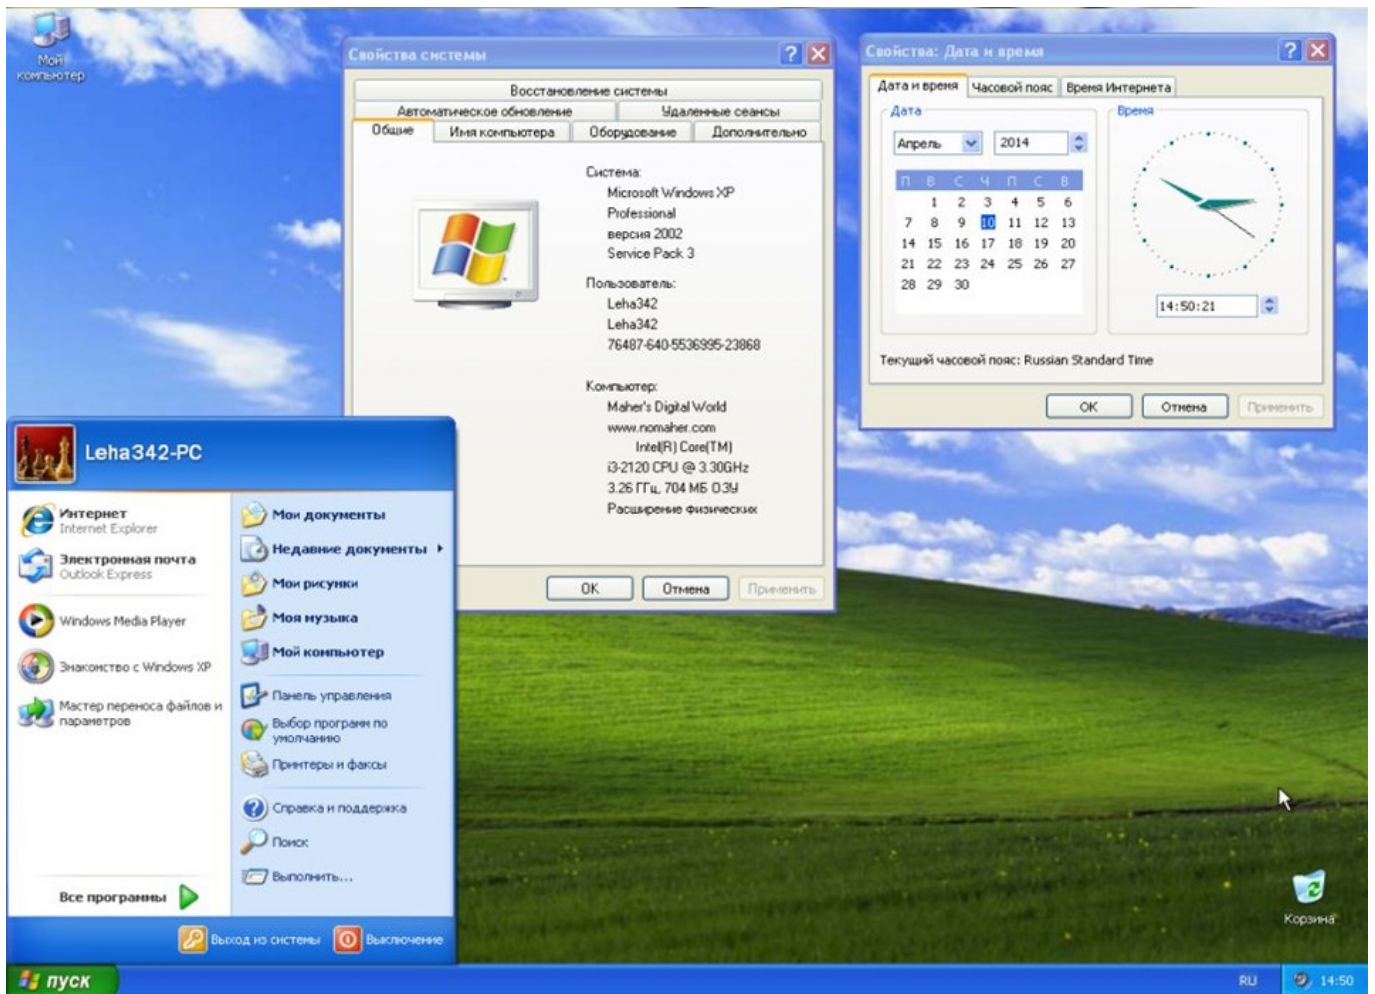 Мой
компьютер
Свойства системы
Восстановление системы
Автоматическое обновление
Удаленные сеансы
Общие
Имя компьютера
Оборудование
Дополнительно
Система:
Microsoft Windows XP
Professional
версия 2002
Service Pack 3
Пользователь:
Leha342
Leha342
76487-640-5536995-23868
Компьютер:
Maher's Digital World
www.nomaher.com
Intel(R) Core(TM)
i3-2120 CPU @ 3.30GHz
3.26 ГГц, 704 МБ ОЗУ
Расширение физических
ОК
Отмена
Применить
Свойства: Дата и время
Дата и время
Часовой пояс
Время Интернета
Дата
Апрель
2014
П В С Ч П С В
1 2 3 4 5 6
7 8 9 10 11 12 13
14 15 16 17 18 19 20
21 22 23 24 25 26 27
28 29 30
Время
14:50:21
Текущий часовой пояс: Russian Standard Time
ОК
Отмена
Применить
Leha342-PC
Интернет
Internet Explorer
Электронная почта
Outlook Express
Windows Media Player
Знакомство с Windows XP
Мастер переноса файлов и
параметров
Все программы
Мои документы
Недавние документы
Мои рисунки
Моя музыка
Мой компьютер
Панель управления
Выбор программ по
умолчанию
Принтеры и факсы
Справка и поддержка
Поиск
Выполнить...
Выход из системы
Выключение
Корзина
пуск
RU
14:50